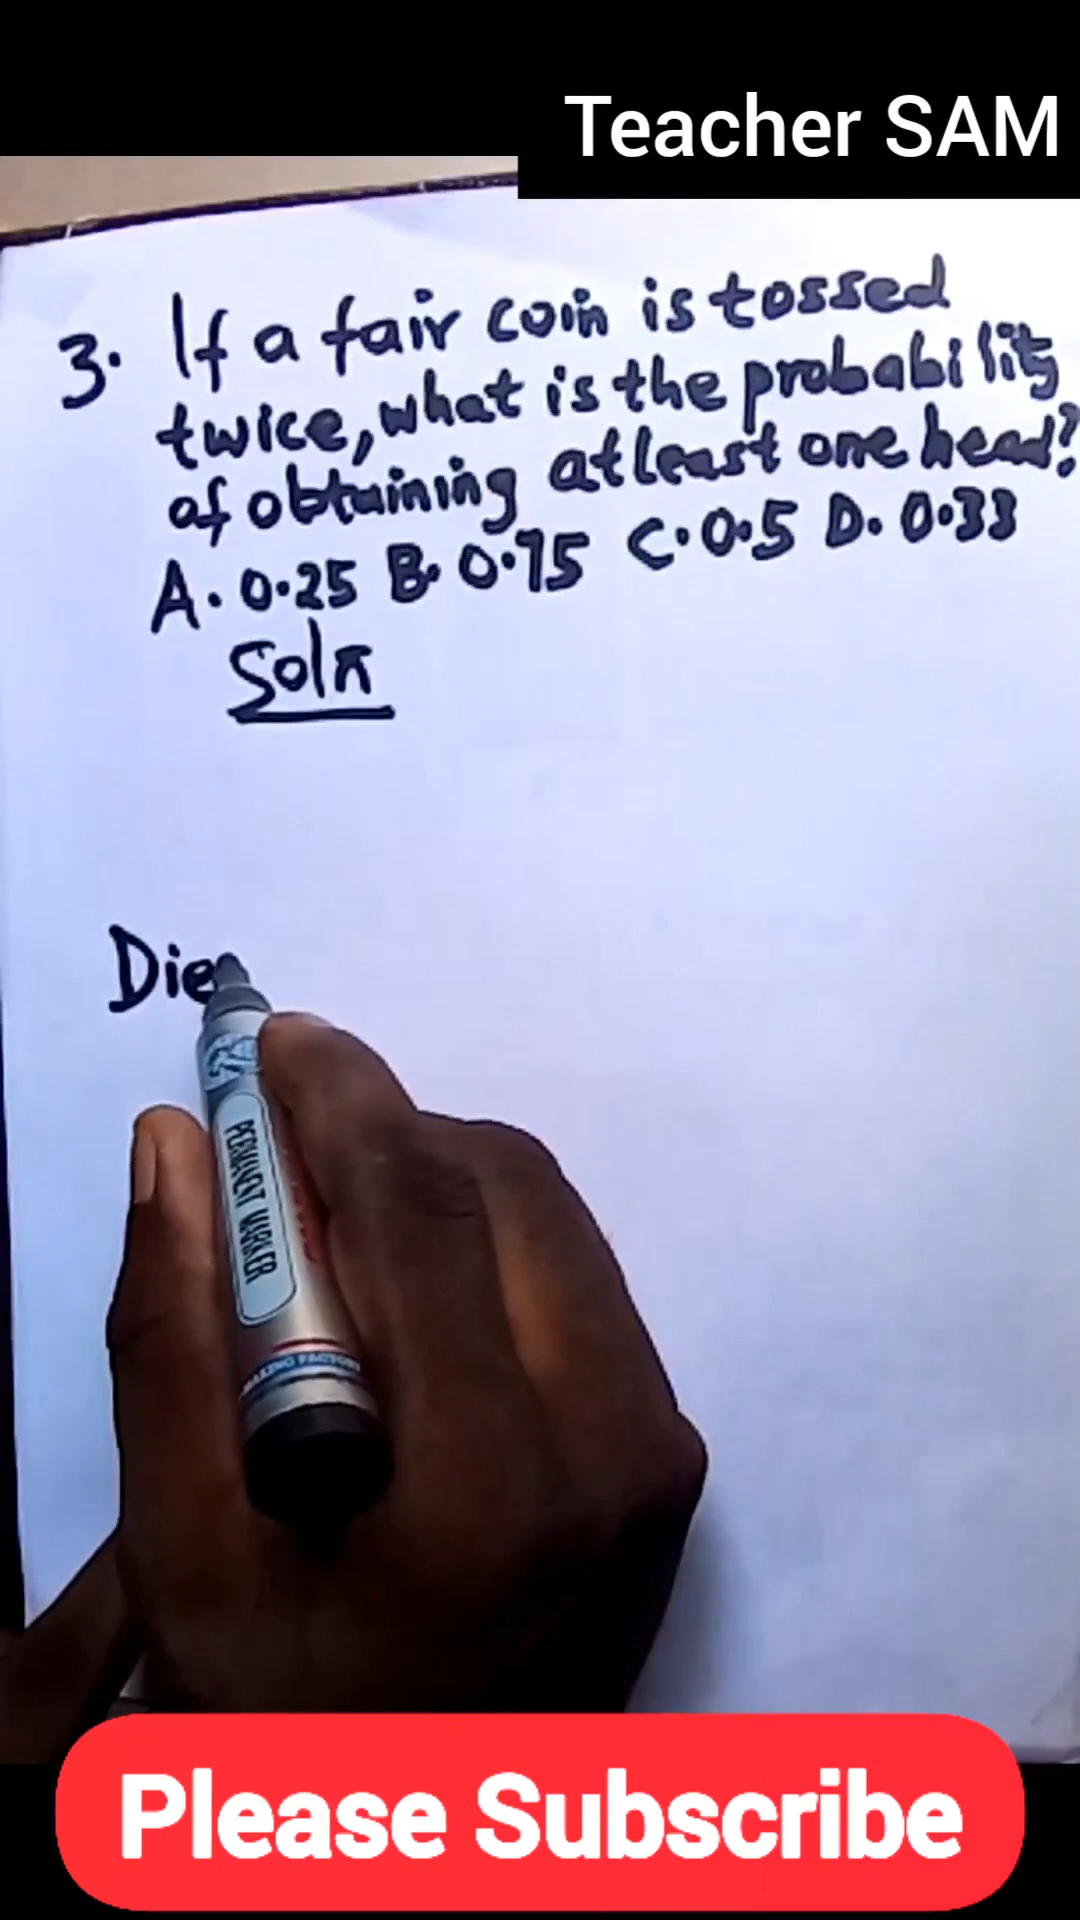 Teacher SAM
3. If a fair coin is tossed
twice, what is the probability
of obtaining atleast one head?
A. 0.25 B. 0.75 C. 0.5 D. 0.33
Soln
Die
PERMANENT MARKER
Please Subscribe